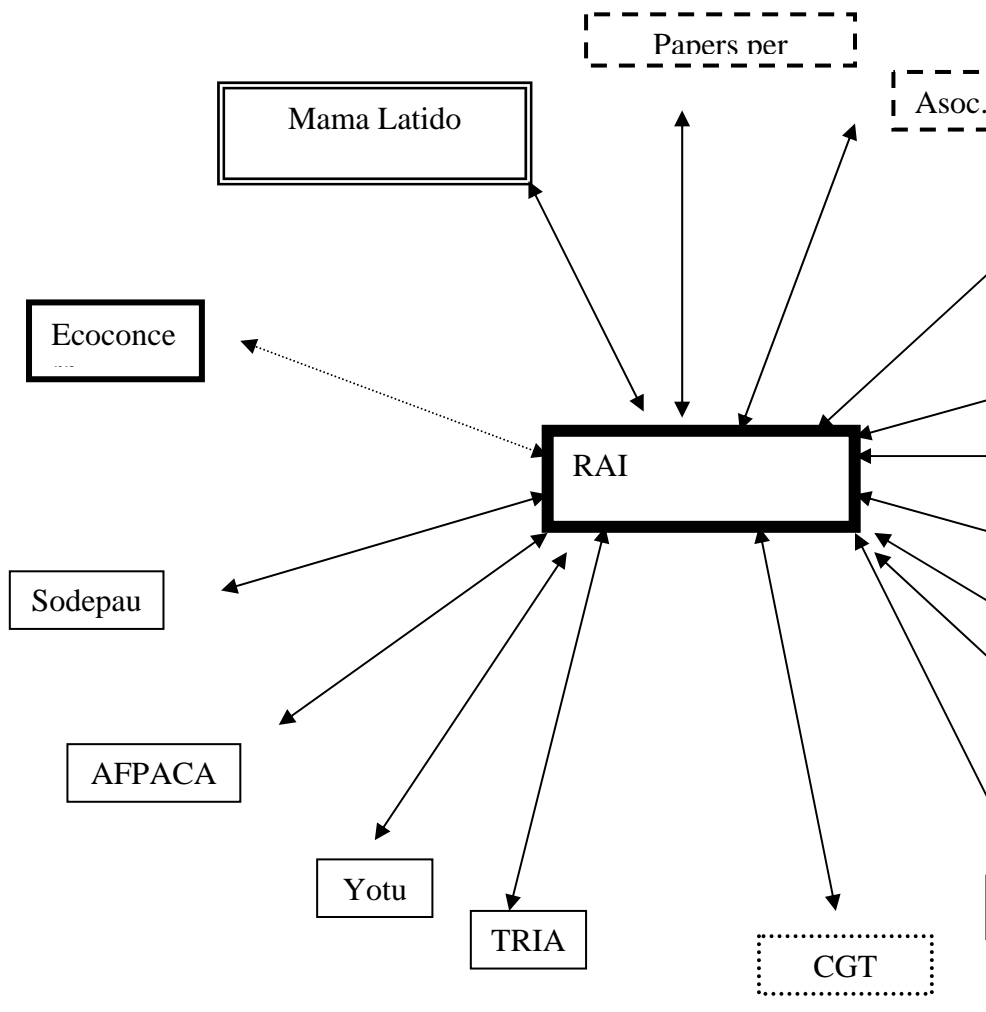 Papers per
Asoc.
Mama Latido
Ecoconce
RAI
Sodepau
AFPACA
Yotu
TRIA
CGT